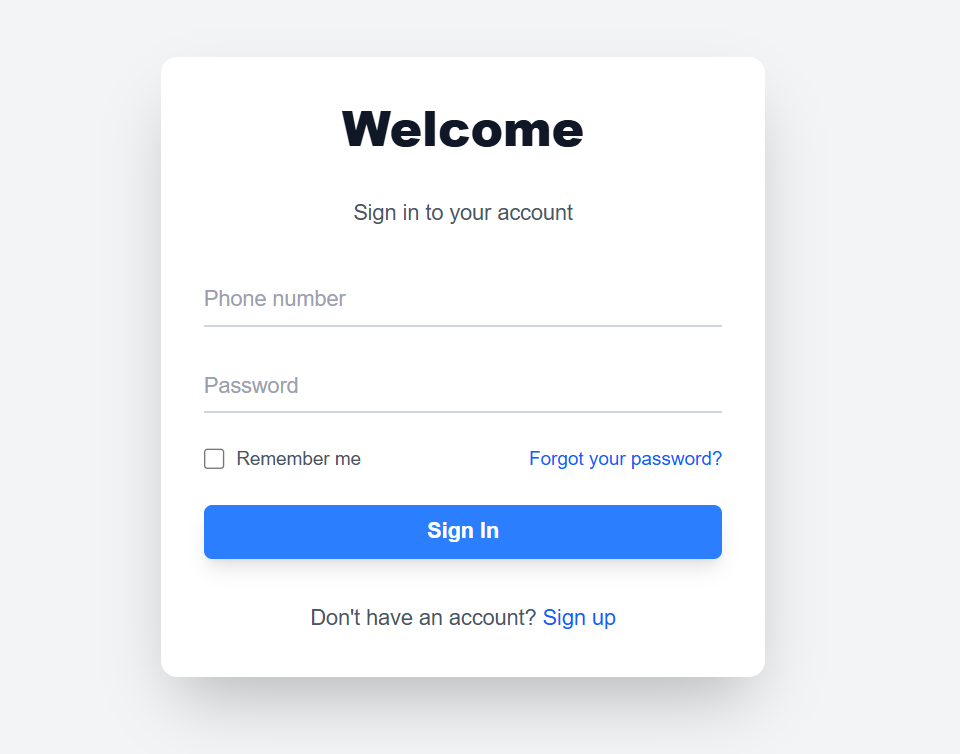 Welcome
Sign in to your account
Phone number
Password
Remember me
Forgot your password?
Sign In
Don't have an account? Sign up